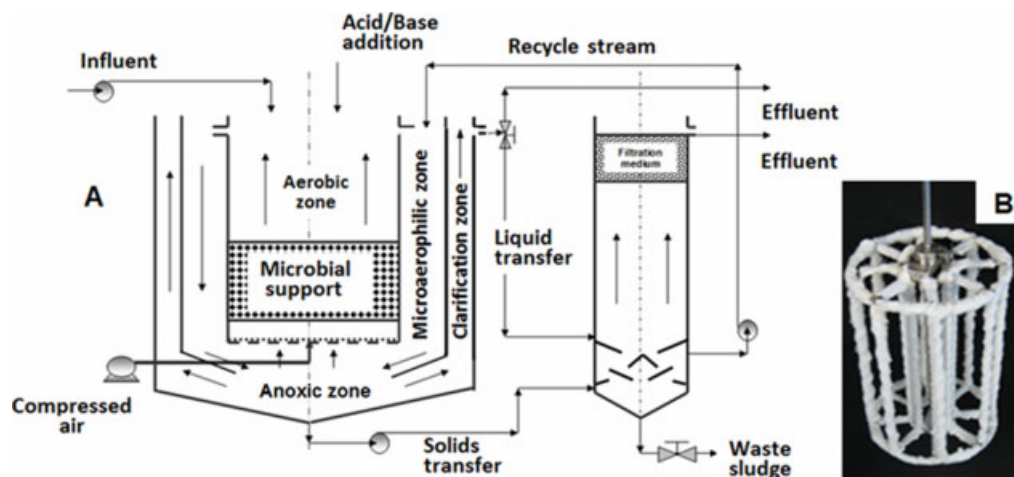 Acid/Base
addition
Influent
Recycle stream
Effluent
Effluent
Filtration
medium
A
B
Aerobic
zone
Microaerophilic zone
Clarification zone
Liquid
transfer
Microbial
support
Anoxic zone
Compressed
air
Solids
transfer
Waste
sludge